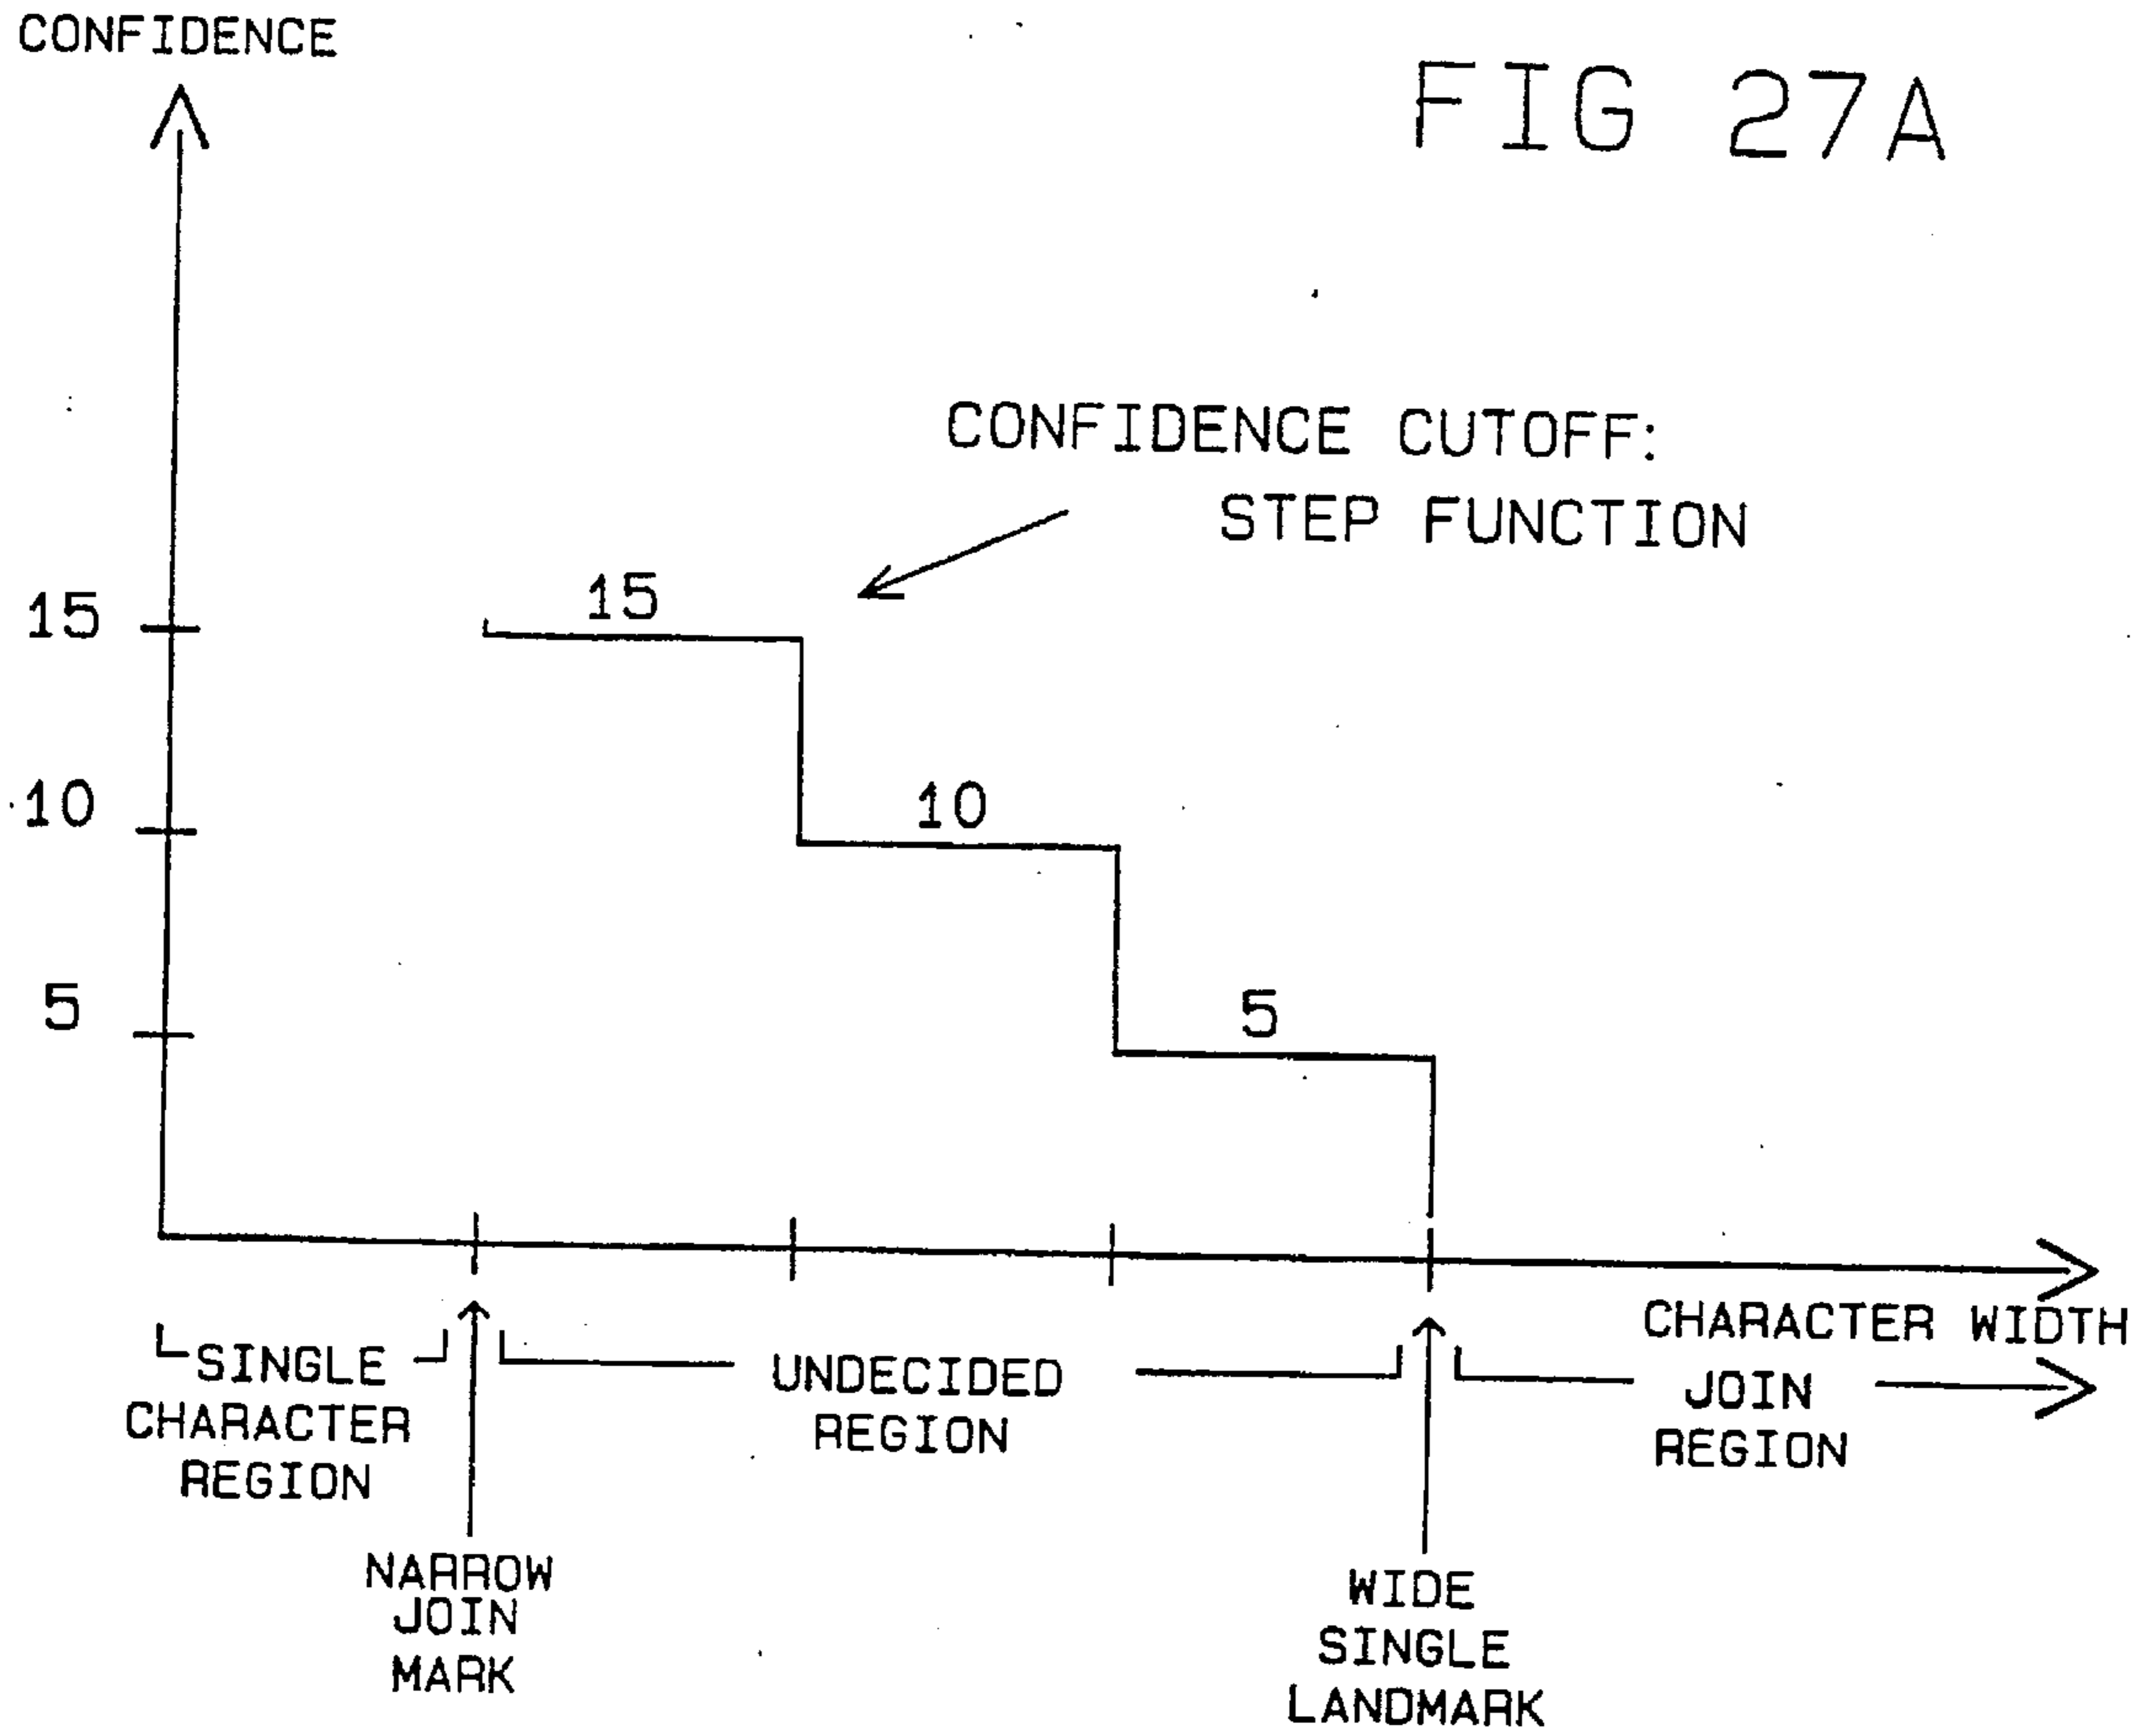 CONFIDENCE
FIG 27A
CONFIDENCE CUTOFF:
STEP FUNCTION
15
15
10
10
5
5
CHARACTER WIDTH
SINGLE
CHARACTER
REGION
UNDECIDED
REGION
JOIN
REGION
NARROW
JOIN
MARK
WIDE
SINGLE
LANDMARK